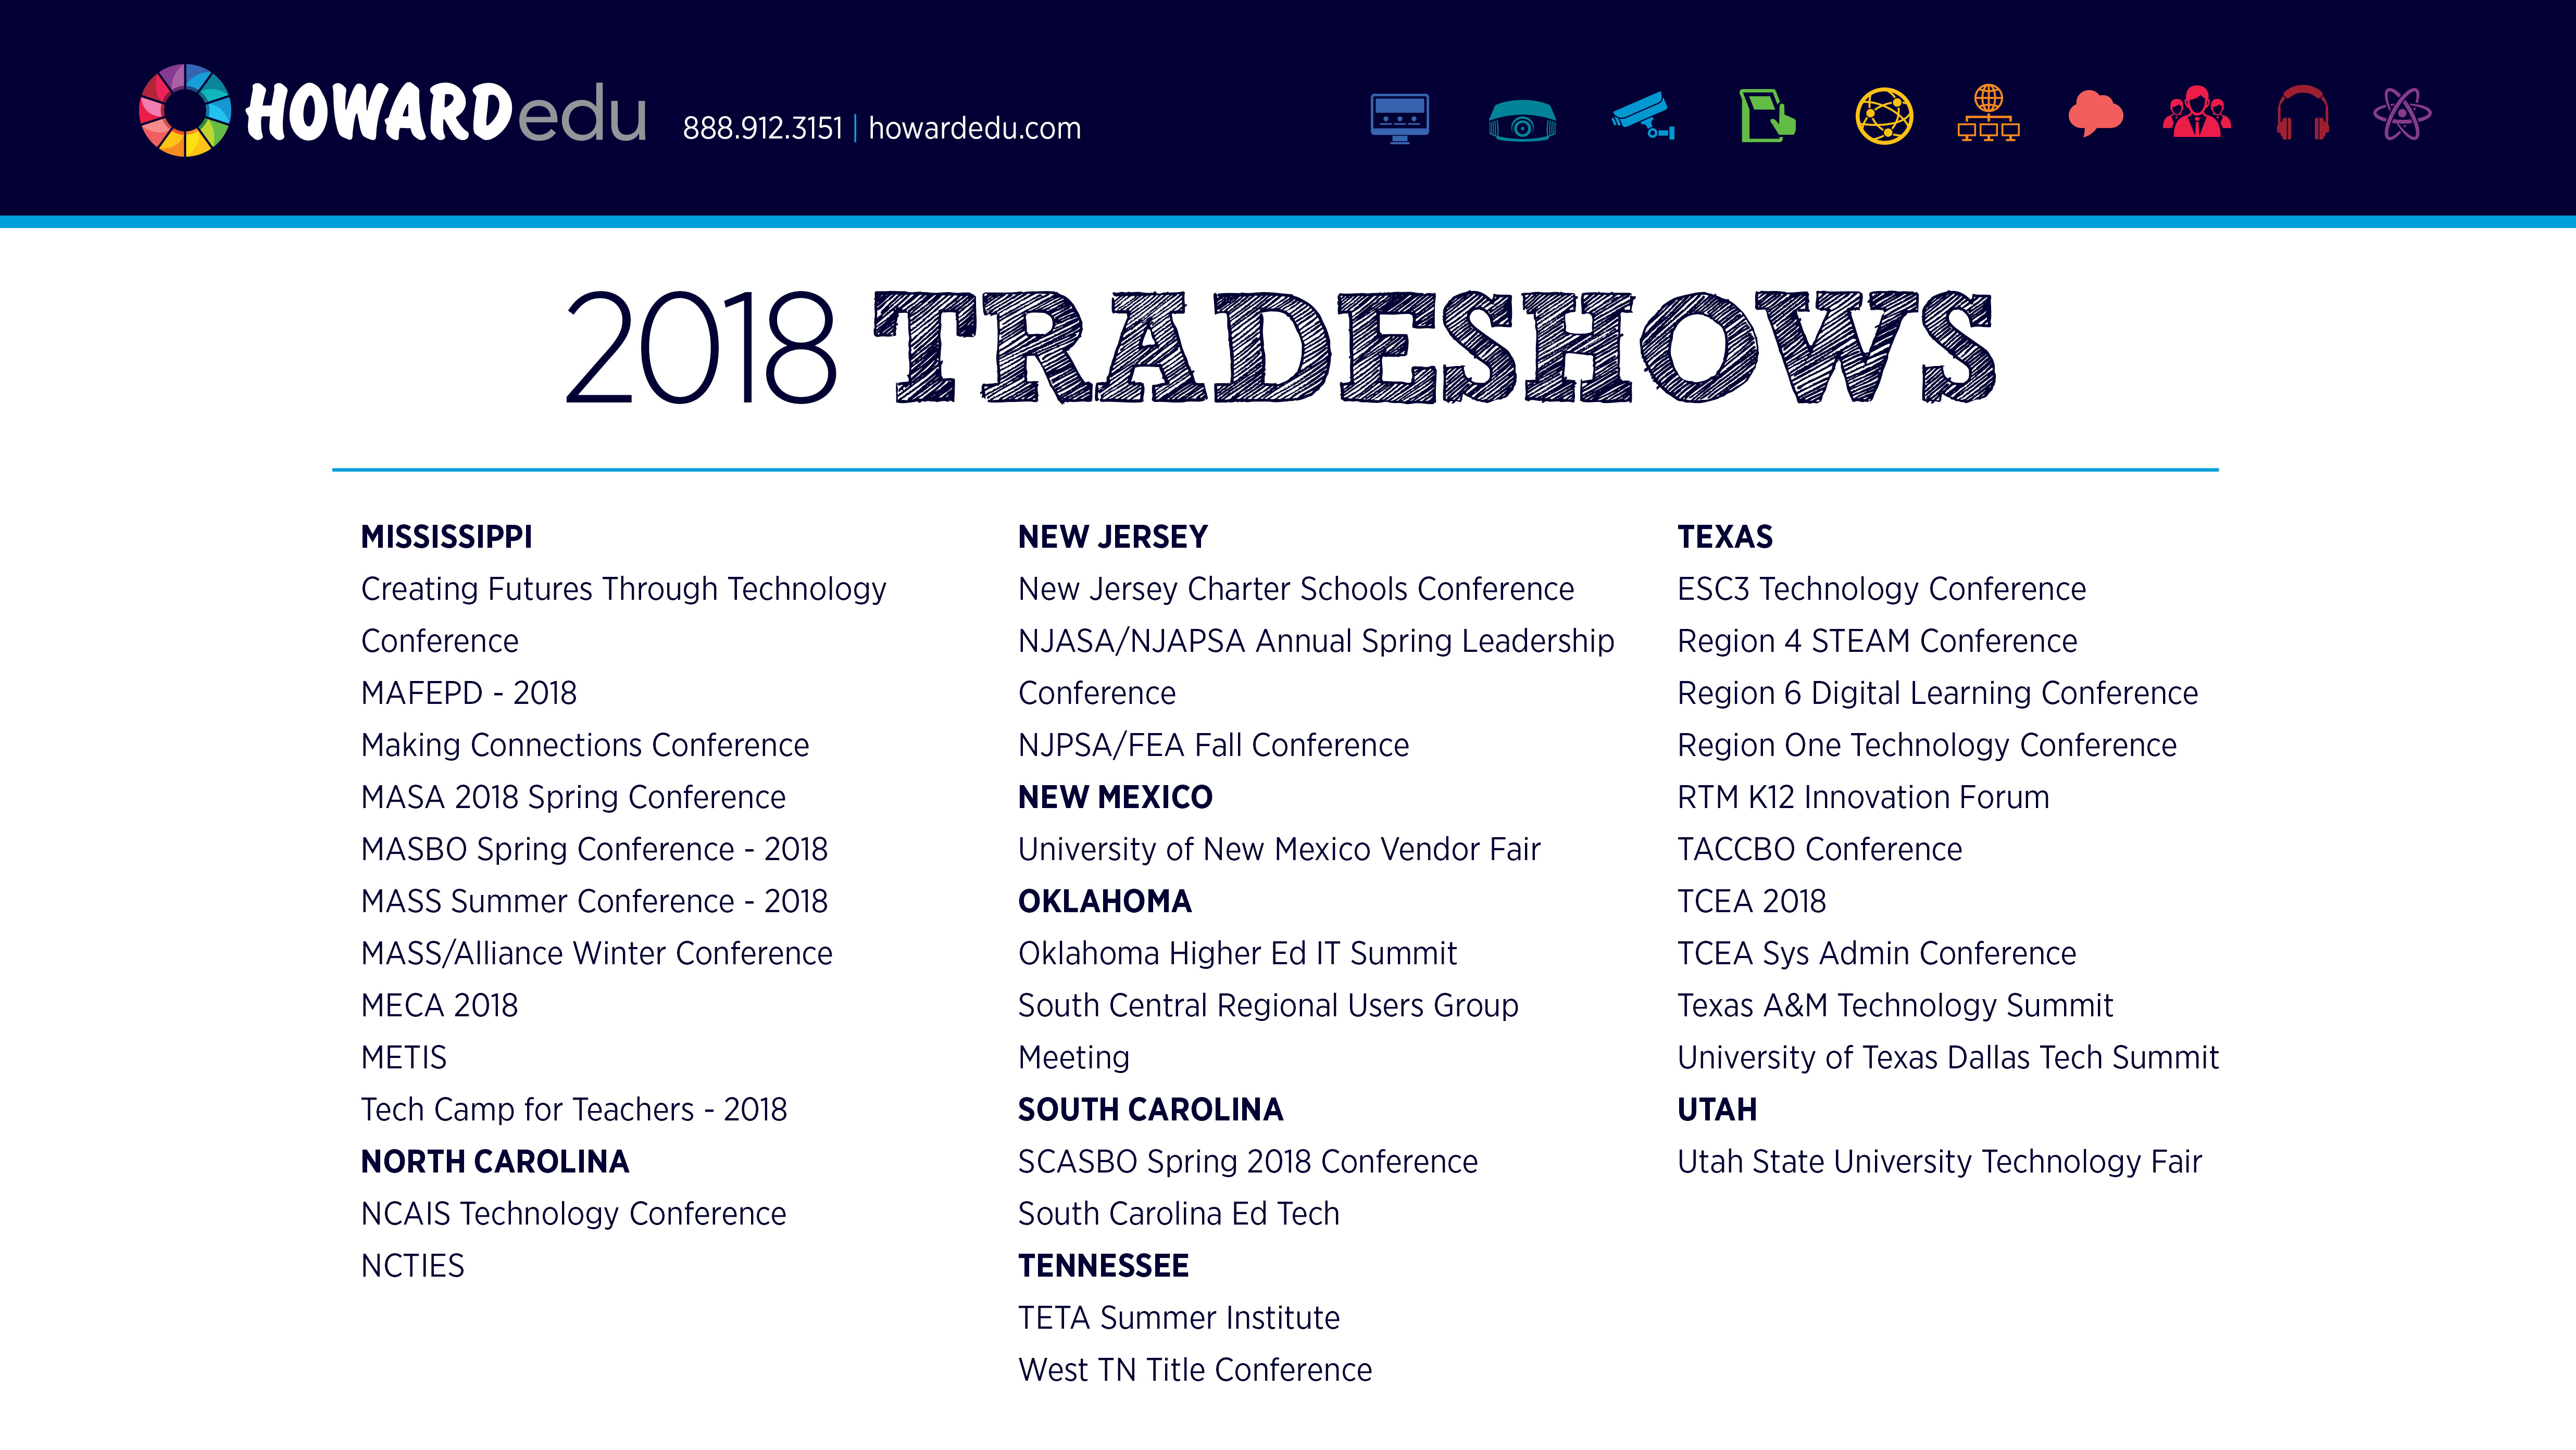 HOWARD edu 888.912.3151 | howardedu.com
2018 TRADESHOWS
MISSISSIPPI
Creating Futures Through Technology
Conference
MAFEPD - 2018
Making Connections Conference
MASA 2018 Spring Conference
MASBO Spring Conference - 2018
MASS Summer Conference - 2018
MASS/Alliance Winter Conference
MECA 2018
METIS
Tech Camp for Teachers - 2018
NORTH CAROLINA
NCAIS Technology Conference
NCTIES
NEW JERSEY
New Jersey Charter Schools Conference
NJASA/NJAPSA Annual Spring Leadership
Conference
NJPSA/FEA Fall Conference
NEW MEXICO
University of New Mexico Vendor Fair
OKLAHOMA
Oklahoma Higher Ed IT Summit
South Central Regional Users Group
Meeting
SOUTH CAROLINA
SCASBO Spring 2018 Conference
South Carolina Ed Tech
TENNESSEE
TETA Summer Institute
West TN Title Conference
TEXAS
ESC3 Technology Conference
Region 4 STEAM Conference
Region 6 Digital Learning Conference
Region One Technology Conference
RTM K12 Innovation Forum
TACCBO Conference
TCEA 2018
TCEA Sys Admin Conference
Texas A&M Technology Summit
University of Texas Dallas Tech Summit
UTAH
Utah State University Technology Fair